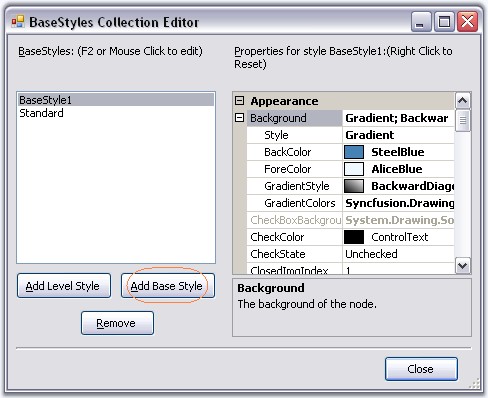 BaseStyles Collection Editor
BaseStyles: (F2 or Mouse Click to edit)
BaseStyle1
Standard
Add Level Style
Add Base Style
Remove
Properties for style BaseStyle1:(Right Click to
Reset)
Appearance
Background Gradient; Backwar
Style Gradient
BackColor SteelBlue
ForeColor AliceBlue
GradientStyle BackwardDiago
GradientColors Syncfusion.Drawing
CheckBoxBackgrou System.Drawing.So
CheckColor ControlText
CheckState Unchecked
ClosedImgIndex 1
Background
The background of the node.
Close